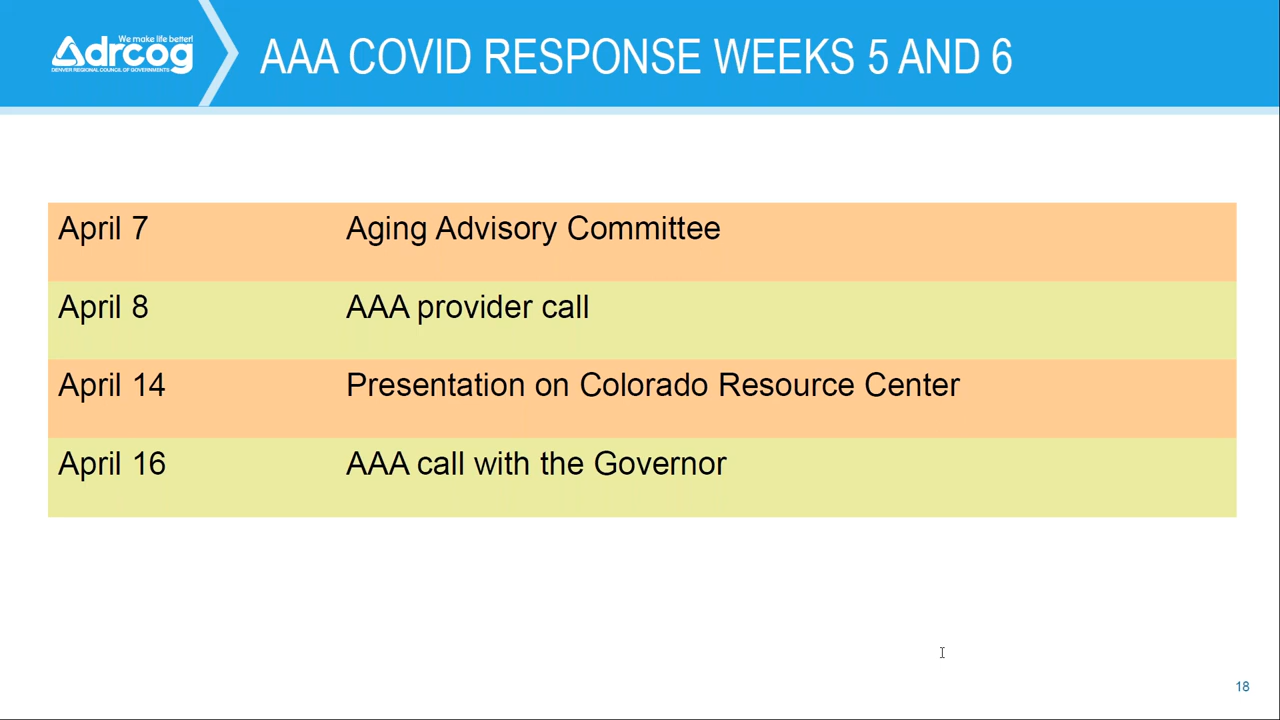 We make life better!
drcog
DENVER REGIONAL COUNCIL OF GOVERNMENTS
AAA COVID RESPONSE WEEKS 5 AND 6
April 7 Aging Advisory Committee
April 8 AAA provider call
April 14 Presentation on Colorado Resource Center
April 16 AAA call with the Governor
18